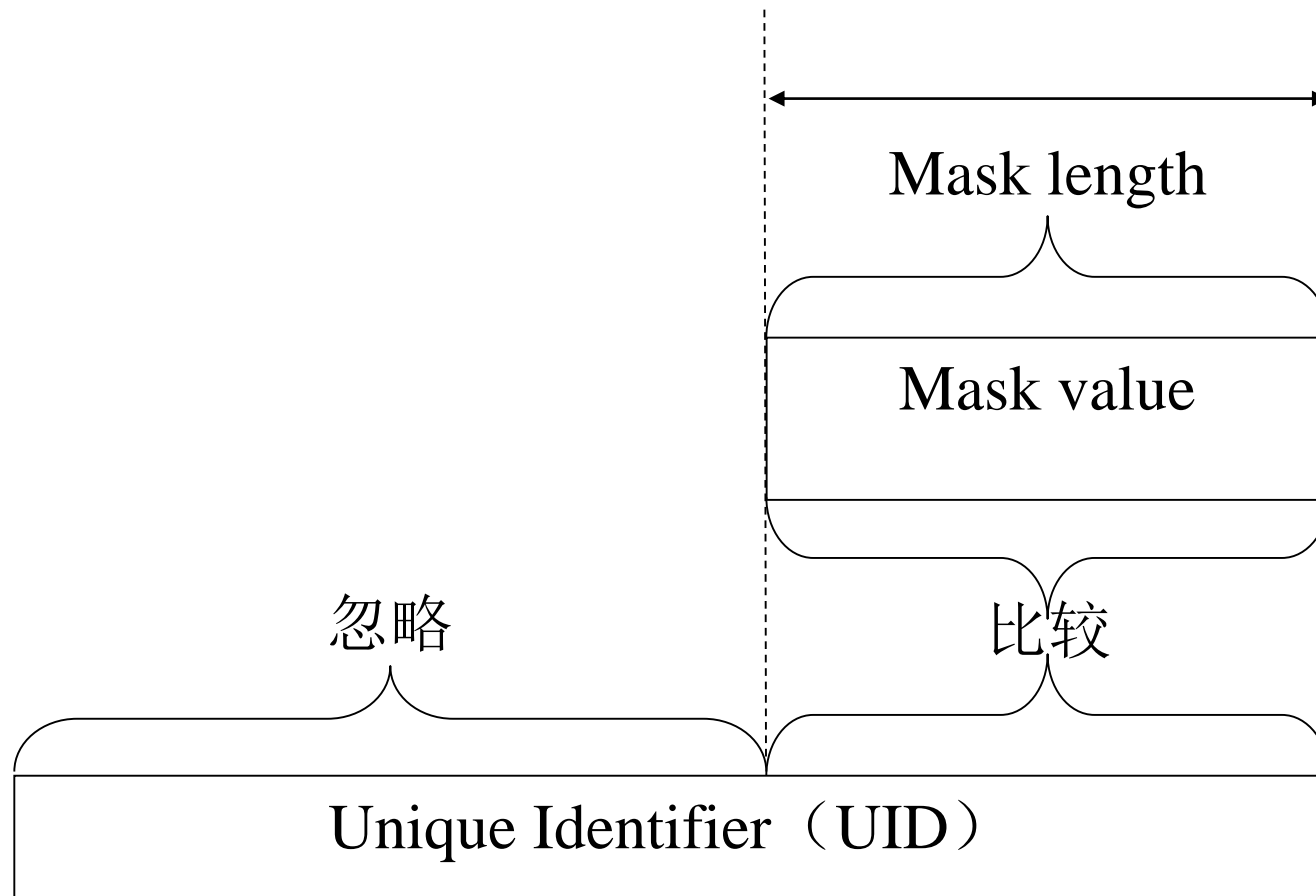 Mask length
Mask value
忽略
比较
Unique Identifier（UID）